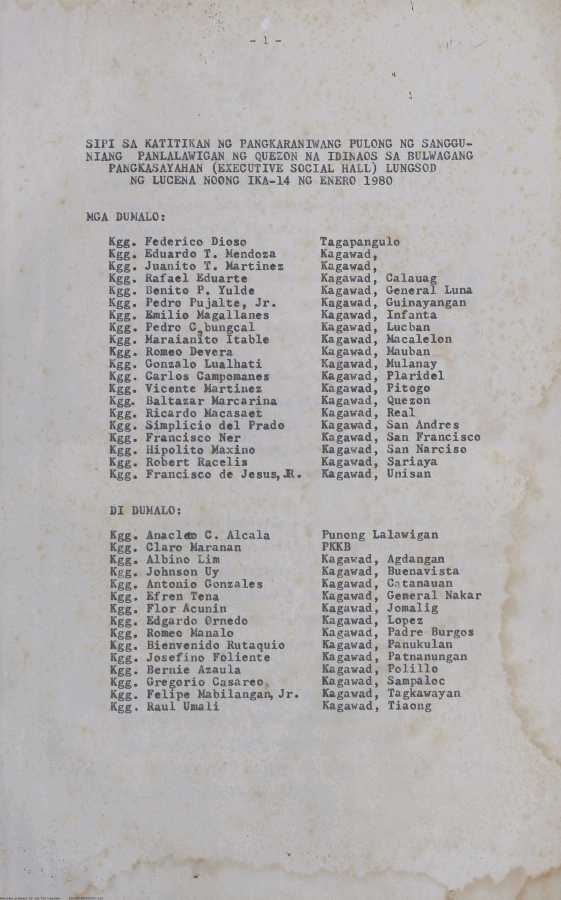 - 1 -
SIPI SA KATITIKAN NG PANGKARANIWANG PULONG NG SANGGU-
NIANG PANLALAWIGAN NG QUEZON NA IDINAOS SA BULWAGANG
PANGKASAYAHAN (EXECUTIVE SOCIAL HALL) LUNGSOD
NG LUCENA NOONG IKA-14 NG ENERO 1980
MGA DUMALO:
Kgg. Federico Dioso Tagapangulo
Kgg. Eduardo T. Mendoza Kagawad,
Kgg. Juanito T. Martinez Kagawad,
Kgg. Rafael Eduarte Kagawad, Calauag
Kgg. Benito P. Yulde Kagawad, General Luna
Kgg. Pedro Pujalte, Jr. Kagawad, Guinayangan
Kgg. Emilio Magallanes Kagawad, Infanta
Kgg. Pedro Cabungcal Kagawad, Lucban
Kgg. Maraianito Itable Kagawad, Macalelon
Kgg. Romeo Devera Kagawad, Mauban
Kgg. Gonzalo Lualhati Kagawad, Mulanay
Kgg. Carlos Campomanes Kagawad, Plaridel
Kgg. Vicente Martinez Kagawad, Pitogo
Kgg. Baltazar Marcarina Kagawad, Quezon
Kgg. Ricardo Macasaet Kagawad, Real
Kgg. Simplicio del Prado Kagawad, San Andres
Kgg. Francisco Ner Kagawad, San Francisco
Kgg. Hipolito Maxino Kagawad, San Narciso
Kgg. Robert Racelis Kagawad, Sariaya
Kgg. Francisco de Jesus, JR. Kagawad, Unisan
DI DUMALO:
Kgg. Anacleto C. Alcala Punong Lalawigan
Kgg. Claro Maranan PKKB
Kgg. Albino Lim Kagawad, Agdangan
Kgg. Johnson Uy Kagawad, Buenavista
Kgg. Antonio Gonzales Kagawad, Catanauan
Kgg. Efren Tena Kagawad, General Nakar
Kgg. Flor Acunin Kagawad, Jomalig
Kgg. Edgardo Ornedo Kagawad, Lopez
Kgg. Romeo Manalo Kagawad, Padre Burgos
Kgg. Bienvenido Rutaquio Kagawad, Panukulan
Kgg. Josefino Foliente Kagawad, Patnanungan
Kgg. Bernie Azaula Kagawad, Polillo
Kgg. Gregorio Casareo Kagawad, Sampaloc
Kgg. Felipe Mabilangan, Jr. Kagawad, Tagkawayan
Kgg. Raul Umali Kagawad, Tiaong